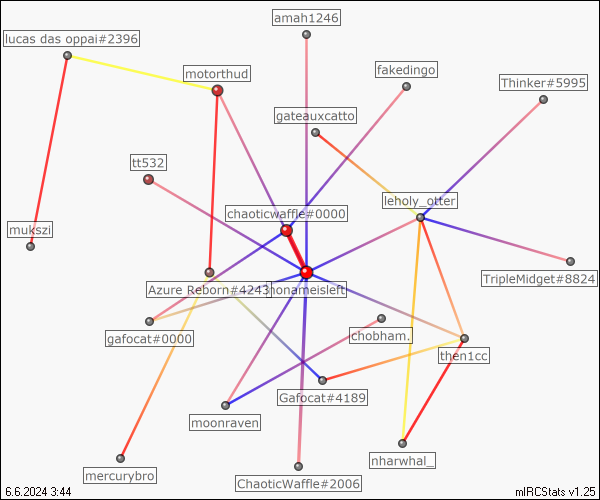 amah1246
lucas das oppai#2396
motorthud
fakedingo
Thinker#5995
gateauxcatto
tt532
leholy_otter
chaoticwaffle#0000
mukszi
TripleMidget#8824
Azure Reborn#4243
nonameisleft
gafocat#0000
chobham.
then1cc
Gafocat#4189
moonraven
nharwhal_
mercurybro
ChaoticWaffle#2006
6.6.2024 3:44
mIRCStats v1.25